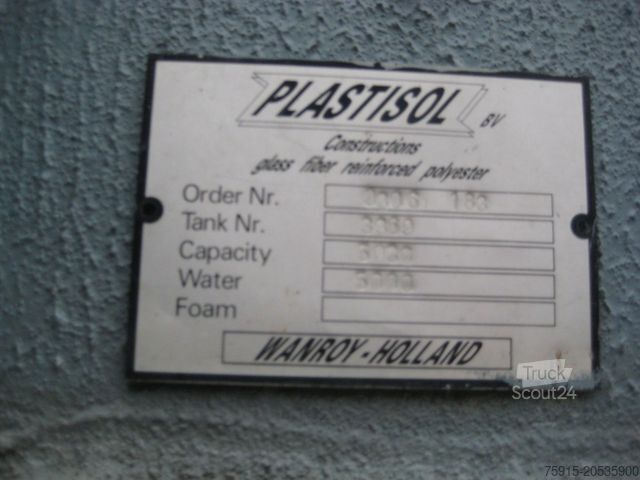 PLASTISOL BV
Constructions
glass fiber reinforced polyester
Order Nr.
Tank Nr.
Capacity
Water 5000
Foam
WANROY-HOLLAND
Truck
Scout24
75915-20535900